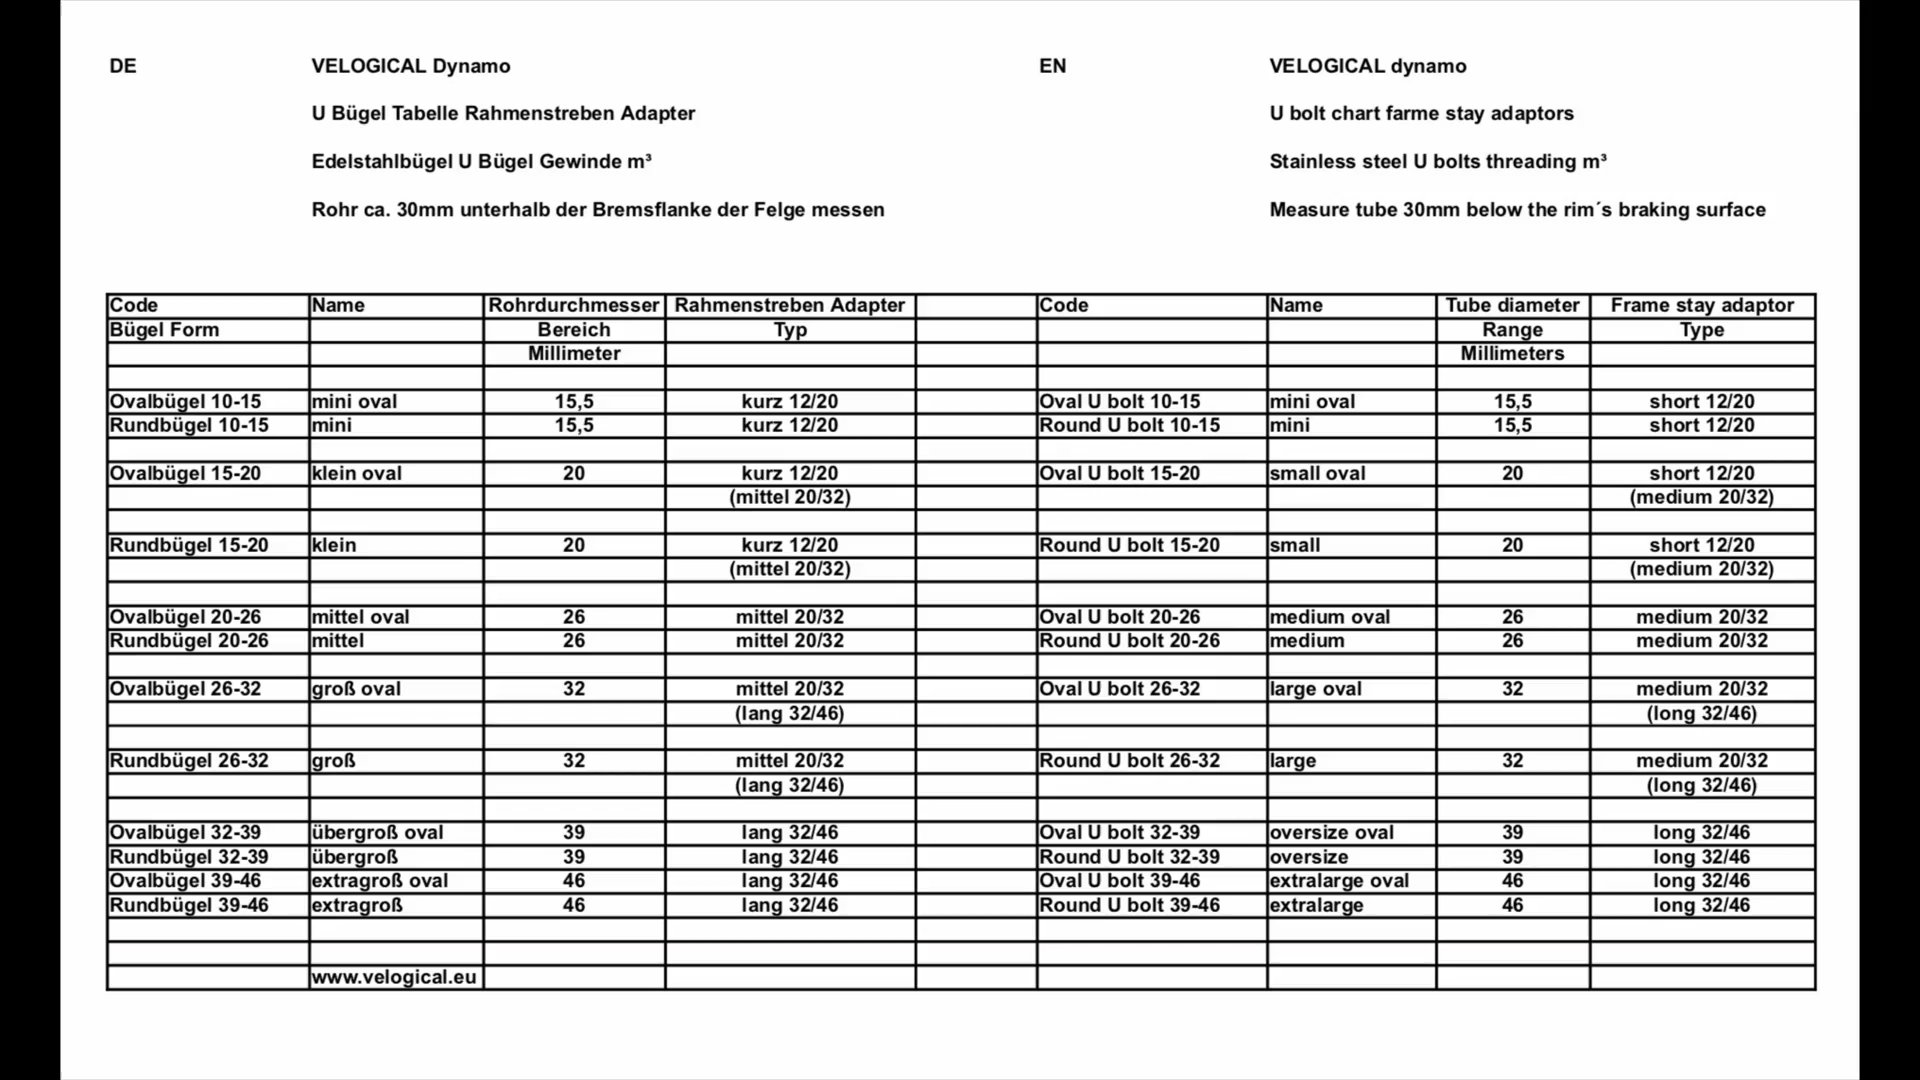 DE VELOGICAL Dynamo EN VELOGICAL dynamo
U Bügel Tabelle Rahmenstreben Adapter U bolt chart farme stay adaptors
Edelstahlbügel U Bügel Gewinde m³ Stainless steel U bolts threading m³
Rohr ca. 30mm unterhalb der Bremsflanke der Felge messen Measure tube 30mm below the rim´s braking surface
Code Name Rohrdurchmesser Rahmenstreben Adapter Code Name Tube diameter Frame stay adaptor
Bügel Form Bereich Typ Range Type
Millimeter Millimeters
Ovalbügel 10-15 mini oval 15,5 kurz 12/20 Oval U bolt 10-15 mini oval 15,5 short 12/20
Rundbügel 10-15 mini 15,5 kurz 12/20 Round U bolt 10-15 mini 15,5 short 12/20
Ovalbügel 15-20 klein oval 20 kurz 12/20 Oval U bolt 15-20 small oval 20 short 12/20
(mittel 20/32) (medium 20/32)
Rundbügel 15-20 klein 20 kurz 12/20 Round U bolt 15-20 small 20 short 12/20
(mittel 20/32) (medium 20/32)
Ovalbügel 20-26 mittel oval 26 mittel 20/32 Oval U bolt 20-26 medium oval 26 medium 20/32
Rundbügel 20-26 mittel 26 mittel 20/32 Round U bolt 20-26 medium 26 medium 20/32
Ovalbügel 26-32 groß oval 32 mittel 20/32 Oval U bolt 26-32 large oval 32 medium 20/32
(lang 32/46) (long 32/46)
Rundbügel 26-32 groß 32 mittel 20/32 Round U bolt 26-32 large 32 medium 20/32
(lang 32/46) (long 32/46)
Ovalbügel 32-39 übergroß oval 39 lang 32/46 Oval U bolt 32-39 oversize oval 39 long 32/46
Rundbügel 32-39 übergroß 39 lang 32/46 Round U bolt 32-39 oversize 39 long 32/46
Ovalbügel 39-46 extragroß oval 46 lang 32/46 Oval U bolt 39-46 extralarge oval 46 long 32/46
Rundbügel 39-46 extragroß 46 lang 32/46 Round U bolt 39-46 extralarge 46 long 32/46
www.velogical.eu